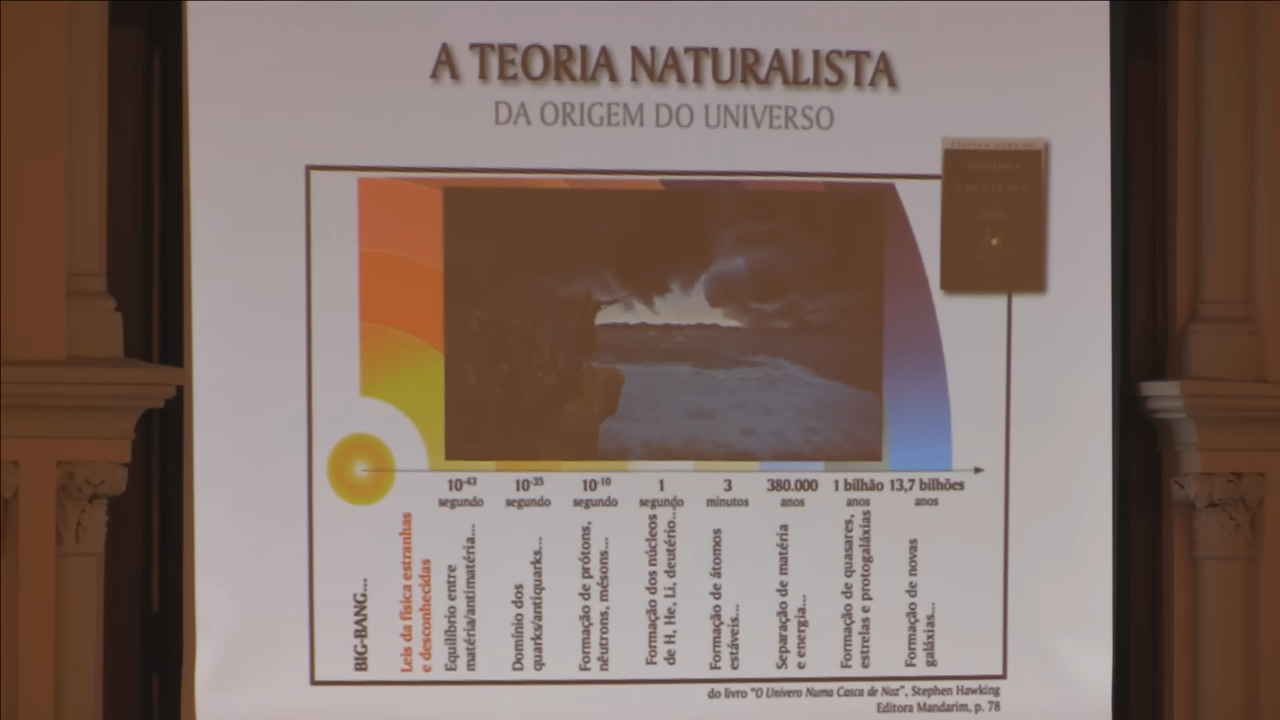 A TEORIA NATURALISTA
DA ORIGEM DO UNIVERSO
STEPHEN HAWKING
10⁻⁴³ segundo
10⁻³⁵ segundo
10⁻¹⁰ segundo
1 segundo
3 minutos
380.000 anos
1 bilhão anos
13,7 bilhões anos
BIG-BANG...
Leis da física estranhas
e desconhecidas
Equilíbrio entre
matéria/antimatéria...
Domínio dos
quarks/antiquarks...
Formação de prótons,
nêutrons, mésons...
Formação dos núcleos
de H, He, Li, deutério...
Formação de átomos
estáveis...
Separação de matéria
e energia...
Formação de quasares,
estrelas e protogaláxias
Formação de novas
galáxias...
do livro "O Univero Numa Casca de Noz", Stephen Hawking
Editora Mandarim, p. 78